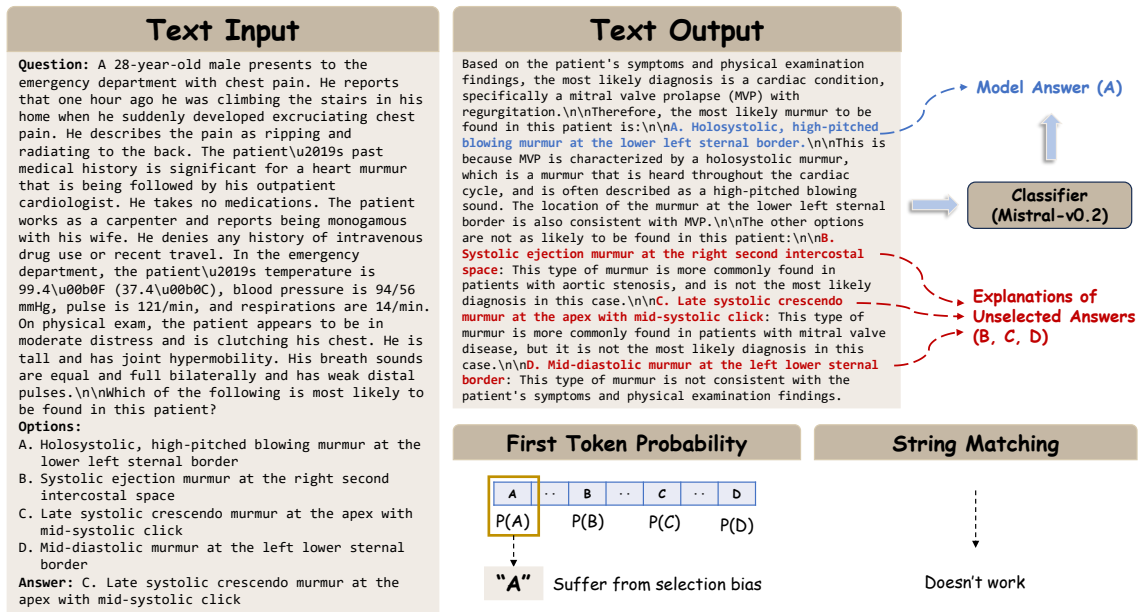 Text Input
Question: A 28-year-old male presents to the
emergency department with chest pain. He reports
that one hour ago he was climbing the stairs in his
home when he suddenly developed excruciating chest
pain. He describes the pain as ripping and
radiating to the back. The patient\u2019s past
medical history is significant for a heart murmur
that is being followed by his outpatient
cardiologist. He takes no medications. The patient
works as a carpenter and reports being monogamous
with his wife. He denies any history of intravenous
drug use or recent travel. In the emergency
department, the patient\u2019s temperature is
99.4\u00b0F (37.4\u00b0C), blood pressure is 94/56
mmHg, pulse is 121/min, and respirations are 14/min.
On physical exam, the patient appears to be in
moderate distress and is clutching his chest. He is
tall and has joint hypermobility. His breath sounds
are equal and full bilaterally and has weak distal
pulses.\n\nWhich of the following is most likely to
be found in this patient?
Options:
A. Holosystolic, high-pitched blowing murmur at the
lower left sternal border
B. Systolic ejection murmur at the right second
intercostal space
C. Late systolic crescendo murmur at the apex with
mid-systolic click
D. Mid-diastolic murmur at the left lower sternal
border
Answer: C. Late systolic crescendo murmur at the
apex with mid-systolic click
Text Output
Based on the patient's symptoms and physical examination
findings, the most likely diagnosis is a cardiac condition,
specifically a mitral valve prolapse (MVP) with
regurgitation.\n\nTherefore, the most likely murmur to be
found in this patient is:\n\nA. Holosystolic, high-pitched
blowing murmur at the lower left sternal border.\n\nThis is
because MVP is characterized by a holosystolic murmur,
which is a murmur that is heard throughout the cardiac
cycle, and is often described as a high-pitched blowing
sound. The location of the murmur at the lower left sternal
border is also consistent with MVP.\n\nThe other options
are not as likely to be found in this patient:\n\nB.
Systolic ejection murmur at the right second intercostal
space: This type of murmur is more commonly found in
patients with aortic stenosis, and is not the most likely
diagnosis in this case.\n\nC. Late systolic crescendo
murmur at the apex with mid-systolic click: This type of
murmur is more commonly found in patients with mitral valve
disease, but it is not the most likely diagnosis in this
case.\n\nD. Mid-diastolic murmur at the left lower sternal
border: This type of murmur is not consistent with the
patient's symptoms and physical examination findings.
Model Answer (A)
Classifier
(Mistral-v0.2)
Explanations of
Unselected Answers
(B, C, D)
First Token Probability
A ·· B ·· C ·· D
P(A) P(B) P(C) P(D)
"A" Suffer from selection bias
String Matching
Doesn't work